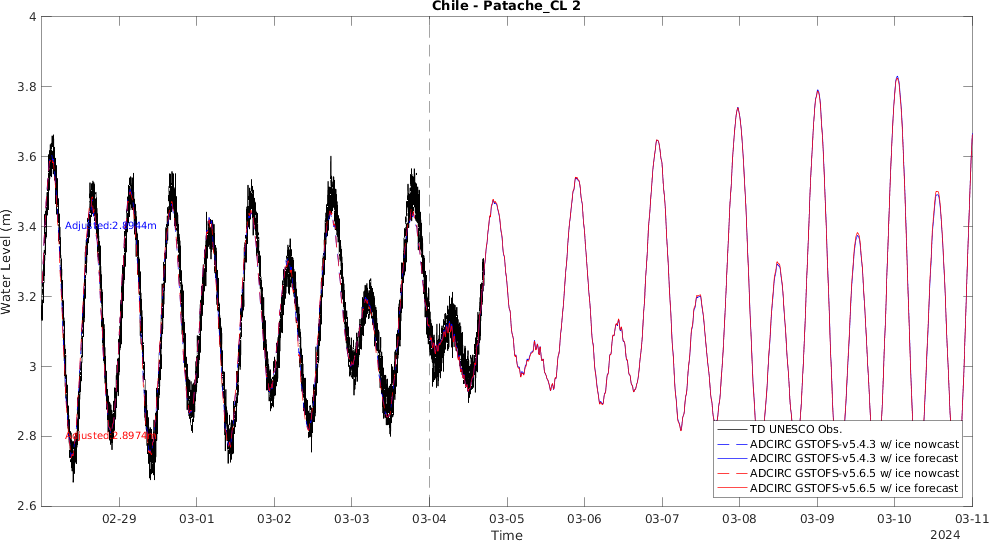 Chile - Patache_CL 2
4
3.8
3.6
3.4
3.2
3
2.8
2.6
Water Level (m)
Adjusted:2.8944m
Adjusted:2.8974m
TD UNESCO Obs.
ADCIRC GSTOFS-v5.4.3 w/ ice nowcast
ADCIRC GSTOFS-v5.4.3 w/ ice forecast
ADCIRC GSTOFS-v5.6.5 w/ ice nowcast
ADCIRC GSTOFS-v5.6.5 w/ ice forecast
02-29 03-01 03-02 03-03 03-04 03-05 03-06 03-07 03-08 03-09 03-10 03-11
Time
2024